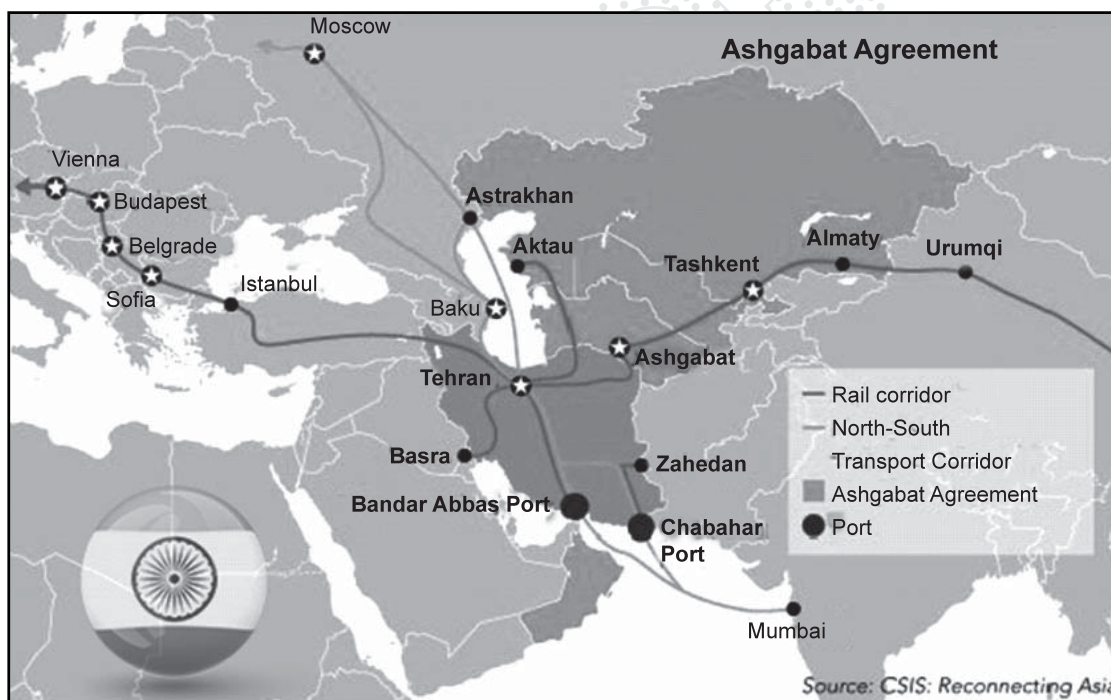 Moscow
Ashgabat Agreement
Vienna
Budapest
Astrakhan
Belgrade
Aktau
Almaty
Urumqi
Tashkent
Sofia
Istanbul
Baku
Ashgabat
Tehran
Rail corridor
North-South
Transport Corridor
Ashgabat Agreement
Port
Basra
Zahedan
Bandar Abbas Port
Chabahar
Port
Mumbai
Source: CSIS: Reconnecting Asia